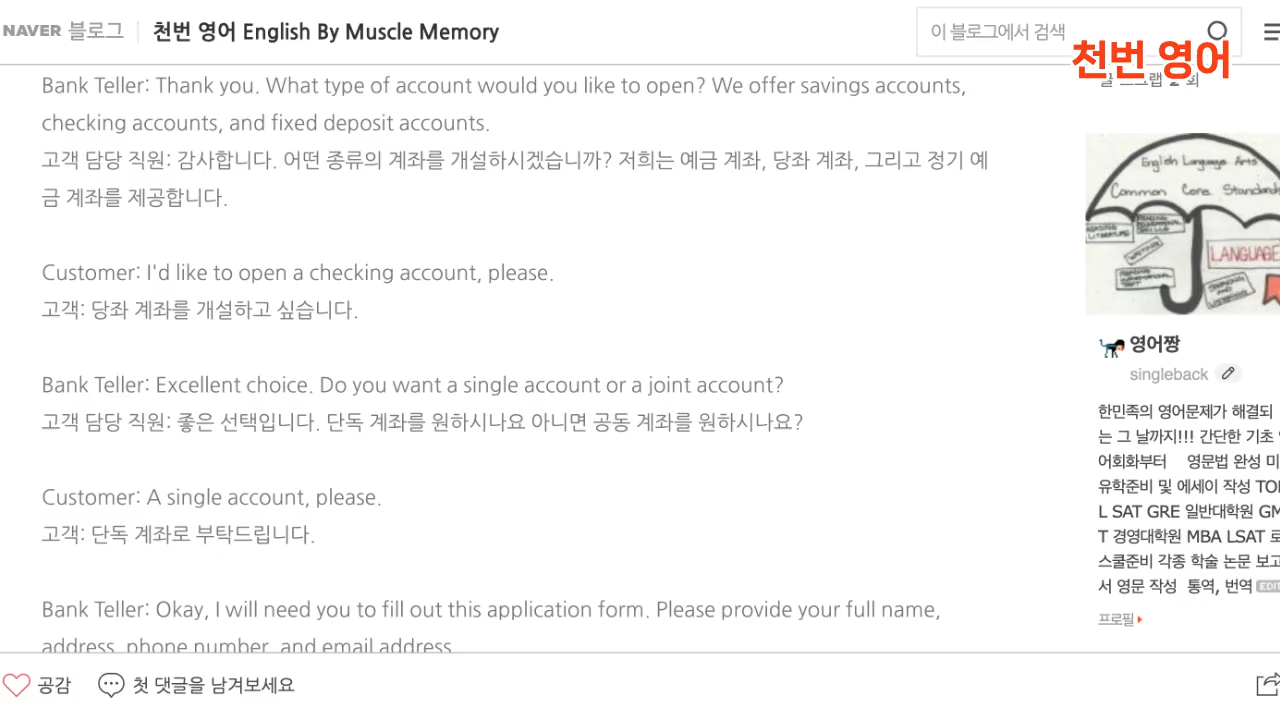 NAVER 블로그 천번 영어 English By Muscle Memory
이 블로그에서 검색
천번 영어
Bank Teller: Thank you. What type of account would you like to open? We offer savings accounts,
checking accounts, and fixed deposit accounts.
고객 담당 직원: 감사합니다. 어떤 종류의 계좌를 개설하시겠습니까? 저희는 예금 계좌, 당좌 계좌, 그리고 정기 예
금 계좌를 제공합니다.
Customer: I'd like to open a checking account, please.
고객: 당좌 계좌를 개설하고 싶습니다.
Bank Teller: Excellent choice. Do you want a single account or a joint account?
고객 담당 직원: 좋은 선택입니다. 단독 계좌를 원하시나요 아니면 공동 계좌를 원하시나요?
Customer: A single account, please.
고객: 단독 계좌로 부탁드립니다.
Bank Teller: Okay, I will need you to fill out this application form. Please provide your full name,
address, phone number, and email address
English Language Arts
Common Core Standards
WRITING
LANGUAGE
영어짱
singleback
한민족의 영어문제가 해결되
는 그 날까지!!! 간단한 기초
어회화부터 영문법 완성 미
유학준비 및 에세이 작성 TO
L SAT GRE 일반대학원 GM
T 경영대학원 MBA LSAT 로
스쿨준비 각종 학술 논문 보고
서 영문 작성 통역, 번역 EDIT
프로필
공감 첫 댓글을 남겨보세요